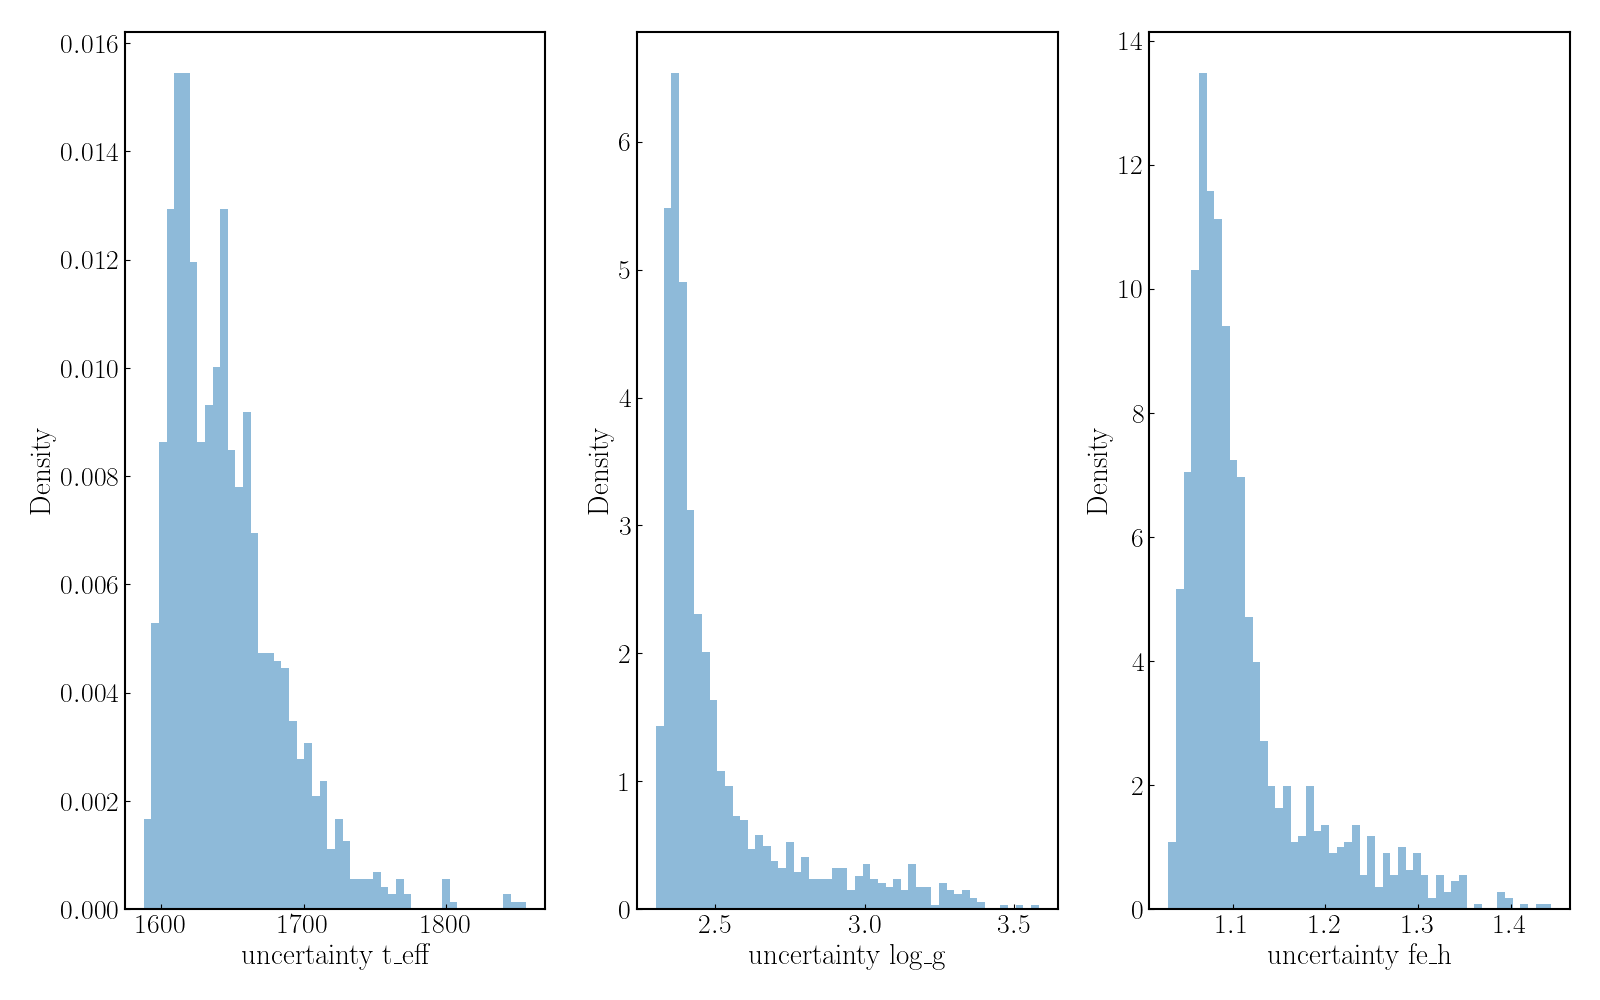 0.016
0.014
0.012
0.010
0.008
0.006
0.004
0.002
0.000
Density
1600 1700 1800
uncertainty t_eff
6
5
4
3
2
1
0
Density
2.5 3.0 3.5
uncertainty log_g
14
12
10
8
6
4
2
0
Density
1.1 1.2 1.3 1.4
uncertainty fe_h